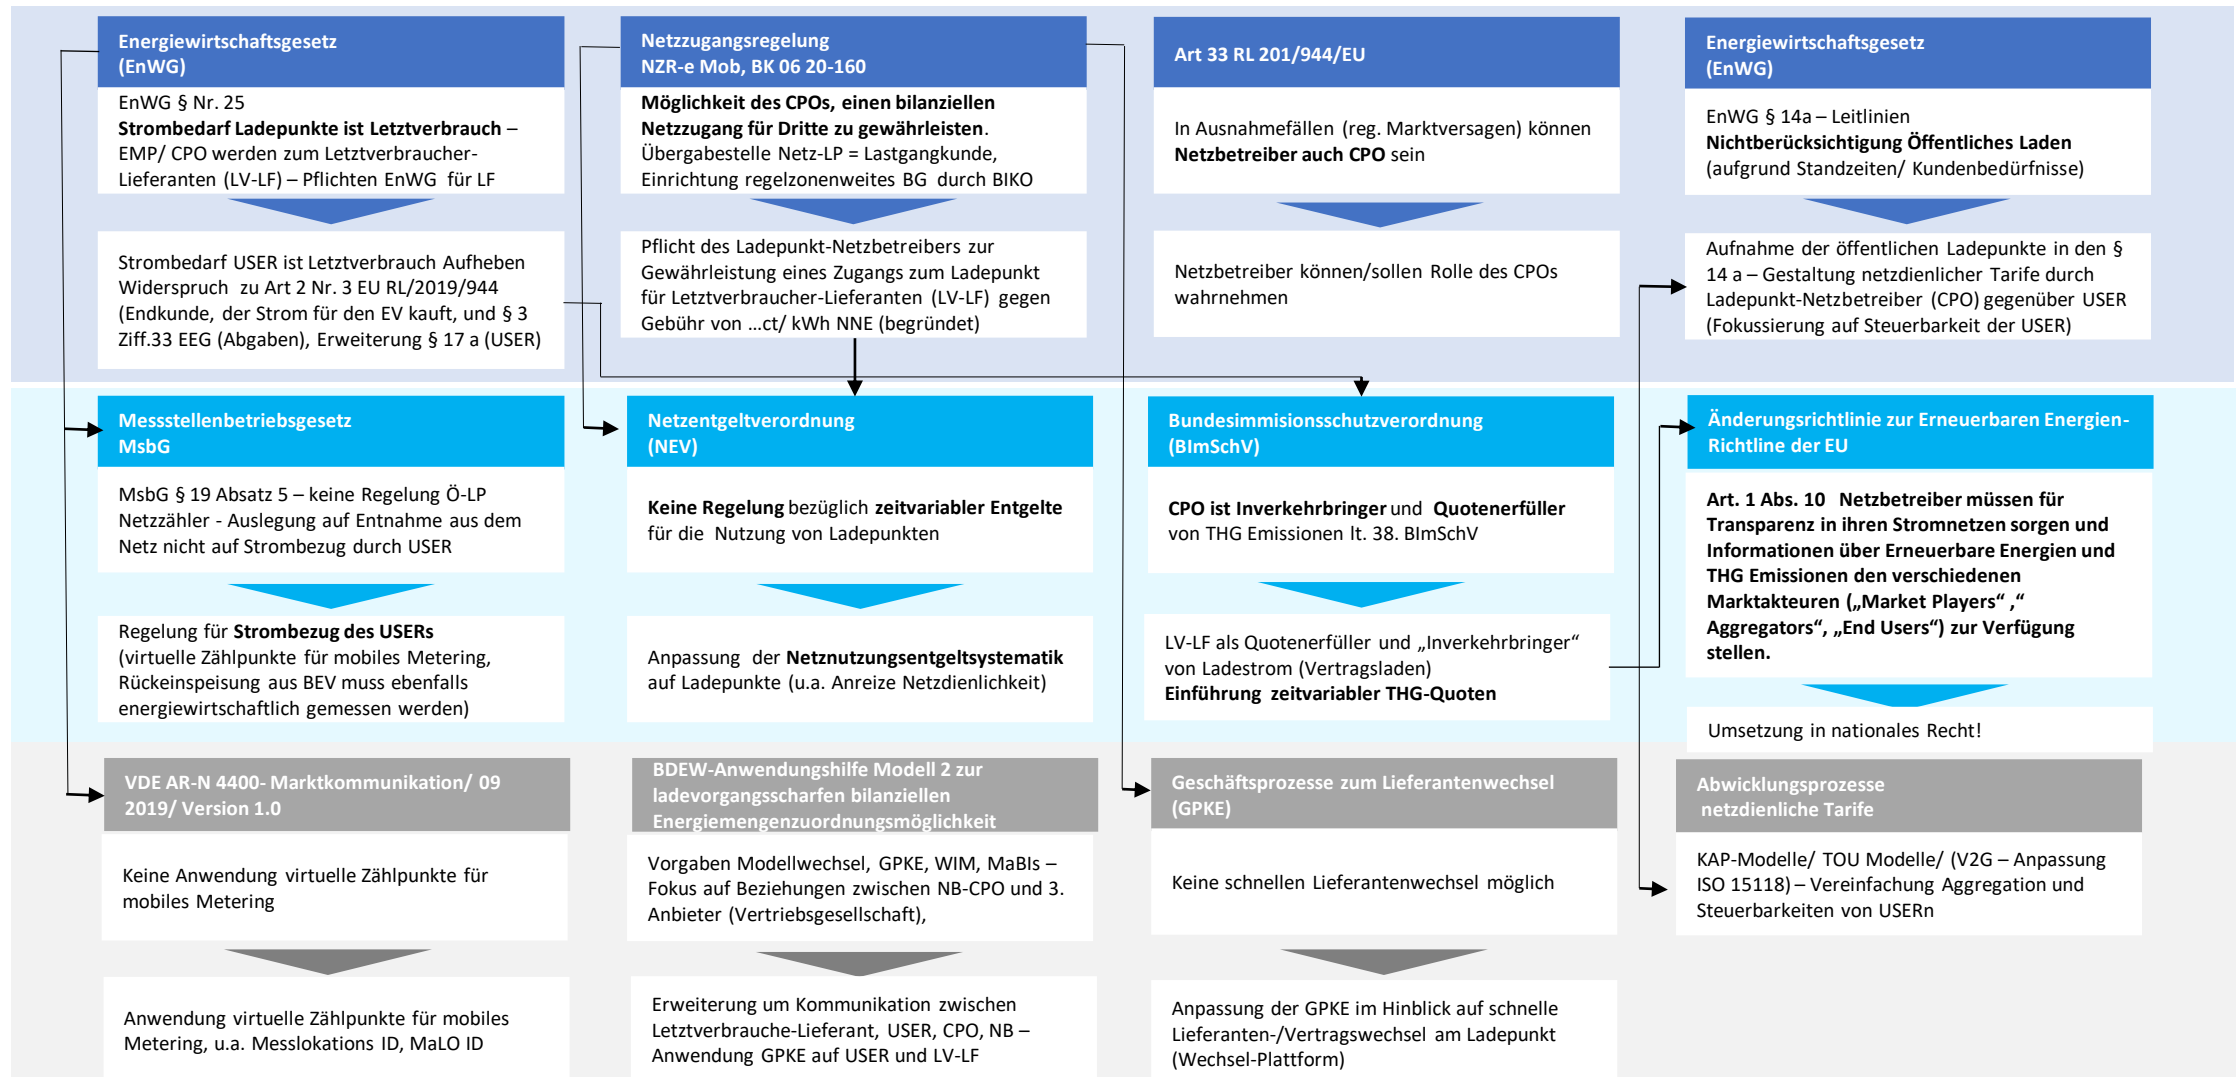 Energiewirtschaftsgesetz
(EnWG)
EnWG § Nr. 25
Strombedarf Ladepunkte ist Letztverbrauch –
EMP/ CPO werden zum Letztverbraucher-
Lieferanten (LV-LF) – Pflichten EnWG für LF
Strombedarf USER ist Letztverbrauch Aufheben
Widerspruch zu Art 2 Nr. 3 EU RL/2019/944
(Endkunde, der Strom für den EV kauft, und § 3
Ziff.33 EEG (Abgaben), Erweiterung § 17 a (USER)
Netzzugangsregelung
NZR-e Mob, BK 06 20-160
Möglichkeit des CPOs, einen bilanziellen
Netzzugang für Dritte zu gewährleisten.
Übergabestelle Netz-LP = Lastgangkunde,
Einrichtung regelzonenweites BG durch BIKO
Pflicht des Ladepunkt-Netzbetreibers zur
Gewährleistung eines Zugangs zum Ladepunkt
für Letztverbraucher-Lieferanten (LV-LF) gegen
Gebühr von …ct/ kWh NNE (begründet)
Art 33 RL 201/944/EU
In Ausnahmefällen (reg. Marktversagen) können
Netzbetreiber auch CPO sein
Netzbetreiber können/sollen Rolle des CPOs
wahrnehmen
Energiewirtschaftsgesetz
(EnWG)
EnWG § 14a – Leitlinien
Nichtberücksichtigung Öffentliches Laden
(aufgrund Standzeiten/ Kundenbedürfnisse)
Aufnahme der öffentlichen Ladepunkte in den §
14 a – Gestaltung netzdienlicher Tarife durch
Ladepunkt-Netzbetreiber (CPO) gegenüber USER
(Fokussierung auf Steuerbarkeit der USER)
Messstellenbetriebsgesetz
MsbG
MsbG § 19 Absatz 5 – keine Regelung Ö-LP
Netzzähler - Auslegung auf Entnahme aus dem
Netz nicht auf Strombezug durch USER
Regelung für Strombezug des USERs
(virtuelle Zählpunkte für mobiles Metering,
Rückeinspeisung aus BEV muss ebenfalls
energiewirtschaftlich gemessen werden)
Netzentgeltverordnung
(NEV)
Keine Regelung bezüglich zeitvariabler Entgelte
für die Nutzung von Ladepunkten
Anpassung der Netznutzungsentgeltsystematik
auf Ladepunkte (u.a. Anreize Netzdienlichkeit)
Bundesimmisionsschutzverordnung
(BImSchV)
CPO ist Inverkehrbringer und Quotenerfüller
von THG Emissionen lt. 38. BImSchV
LV-LF als Quotenerfüller und „Inverkehrbringer“
von Ladestrom (Vertragsladen)
Einführung zeitvariabler THG-Quoten
Änderungsrichtlinie zur Erneuerbaren Energien-
Richtline der EU
Art. 1 Abs. 10 Netzbetreiber müssen für
Transparenz in ihren Stromnetzen sorgen und
Informationen über Erneuerbare Energien und
THG Emissionen den verschiedenen
Marktakteuren („Market Players“ ,“
Aggregators“, „End Users“) zur Verfügung
stellen.
Umsetzung in nationales Recht!
VDE AR-N 4400- Marktkommunikation/ 09
2019/ Version 1.0
Keine Anwendung virtuelle Zählpunkte für
mobiles Metering
Anwendung virtuelle Zählpunkte für mobiles
Metering, u.a. Messlokations ID, MaLO ID
BDEW-Anwendungshilfe Modell 2 zur
ladevorgangsscharfen bilanziellen
Energiemengenzuordnungsmöglichkeit
Vorgaben Modellwechsel, GPKE, WIM, MaBIs –
Fokus auf Beziehungen zwischen NB-CPO und 3.
Anbieter (Vertriebsgesellschaft),
Erweiterung um Kommunikation zwischen
Letztverbrauche-Lieferant, USER, CPO, NB –
Anwendung GPKE auf USER und LV-LF
Geschäftsprozesse zum Lieferantenwechsel
(GPKE)
Keine schnellen Lieferantenwechsel möglich
Anpassung der GPKE im Hinblick auf schnelle
Lieferanten-/Vertragswechsel am Ladepunkt
(Wechsel-Plattform)
Abwicklungsprozesse
netzdienliche Tarife
KAP-Modelle/ TOU Modelle/ (V2G – Anpassung
ISO 15118) – Vereinfachung Aggregation und
Steuerbarkeiten von USERn